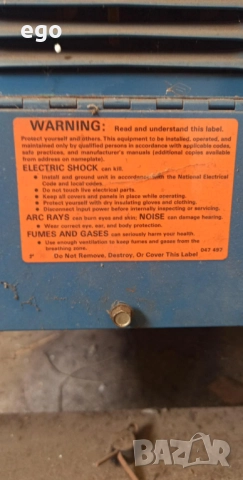 ego
WARNING: Read and understand this label.
Protect yourself and others. This equipment to be installed, operated, and
maintained only by qualified persons in accordance with applicable codes,
safe practices, and manufacturer's manuals (additional copies available
from address on nameplate).
ELECTRIC SHOCK can kill.
• Install and ground unit in accordance with the National Electrical
Code and local codes.
• Do not touch live electrical parts.
• Keep all covers and panels in place while operating.
• Protect yourself with dry insulating gloves and clothing.
• Disconnect input power before internally inspecting or servicing.
ARC RAYS can burn eyes and skin; NOISE can damage hearing.
• Wear correct eye, ear, and body protection.
FUMES AND GASES can seriously harm your health.
• Use enough ventilation to keep fumes and gases from the
breathing zone.
Do Not Remove, Destroy, Or Cover This Label
BAZAR.bg